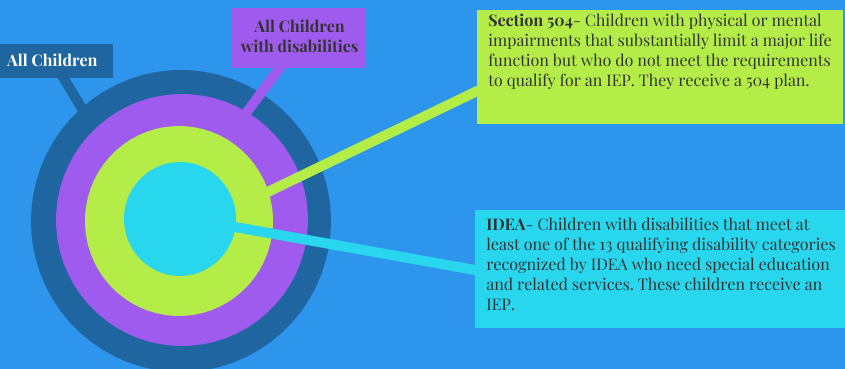 All Children
All Children
with disabilities
Section 504- Children with physical or mental
impairments that substantially limit a major life
function but who do not meet the requirements
to qualify for an IEP. They receive a 504 plan.
IDEA- Children with disabilities that meet at
least one of the 13 qualifying disability categories
recognized by IDEA who need special education
and related services. These children receive an
IEP.